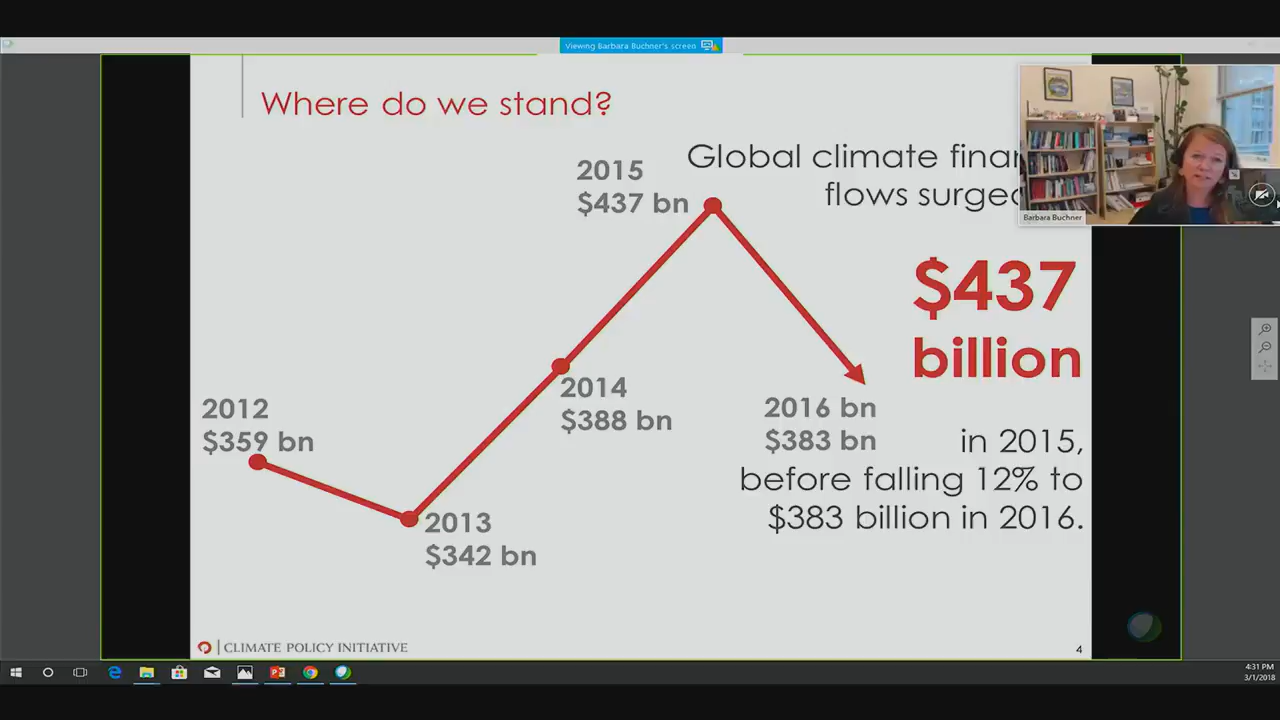 Viewing Barbara Buchner's screen
Where do we stand?
Global climate finan
flows surged
$437
billion
in 2015,
before falling 12% to
$383 billion in 2016.
2015
$437 bn
2012
$359 bn
2014
$388 bn
2016 bn
$383 bn
2013
$342 bn
Barbara Buchner
CLIMATE POLICY INITIATIVE
4
4:31 PM
3/1/2018